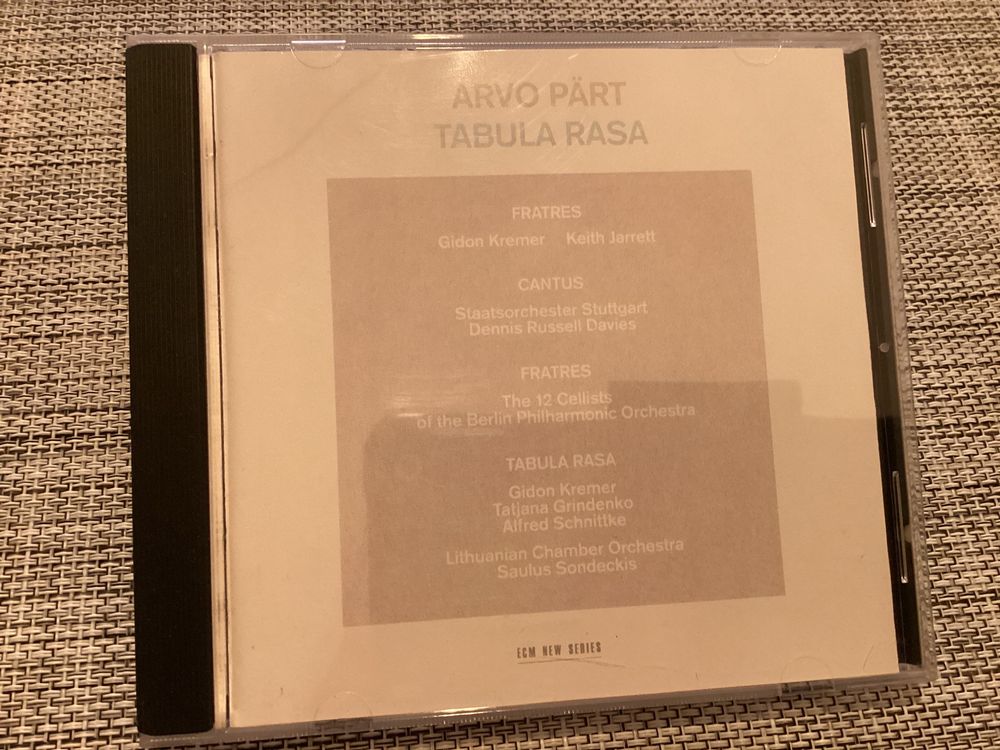 ARVO PÄRT
TABULA RASA
FRATRES
Gidon Kremer Keith Jarrett
CANTUS
Staatsorchester Stuttgart
Dennis Russell Davies
FRATRES
The 12 Cellists
of the Berlin Philharmonic Orchestra
TABULA RASA
Gidon Kremer
Tatjana Grindenko
Alfred Schnittke
Lithuanian Chamber Orchestra
Saulus Sondeckis
ECM NEW SERIES